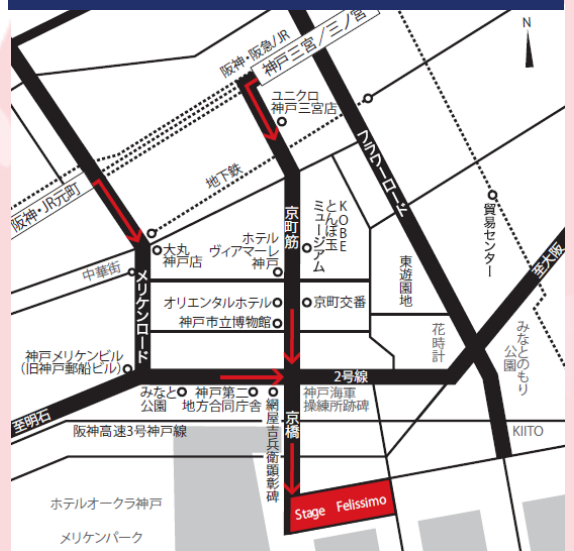 N
阪神・阪急/JR
神戸三宮／三ノ宮
ユニクロ
神戸三宮店
フラワーロード
地下鉄
阪神・JR元町
京町筋
KOBE
とんぼ玉
ミュージアム
貿易センター
大丸
神戸店
ホテル
ヴィアマーレ
神戸
中華街
メリケンロード
東遊園地
至大阪
オリエンタルホテル
京町交番
神戸市立博物館
花時計
みなとのもり
公園
神戸メリケンビル
(旧神戸郵船ビル)
2号線
みなと
公園
神戸第二
地方合同庁舎
網屋吉兵衛顕彰碑
京橋
神戸海軍
操練所跡碑
至明石
阪神高速3号神戸線
KIITO
ホテルオークラ神戸
Stage Felissimo
メリケンパーク